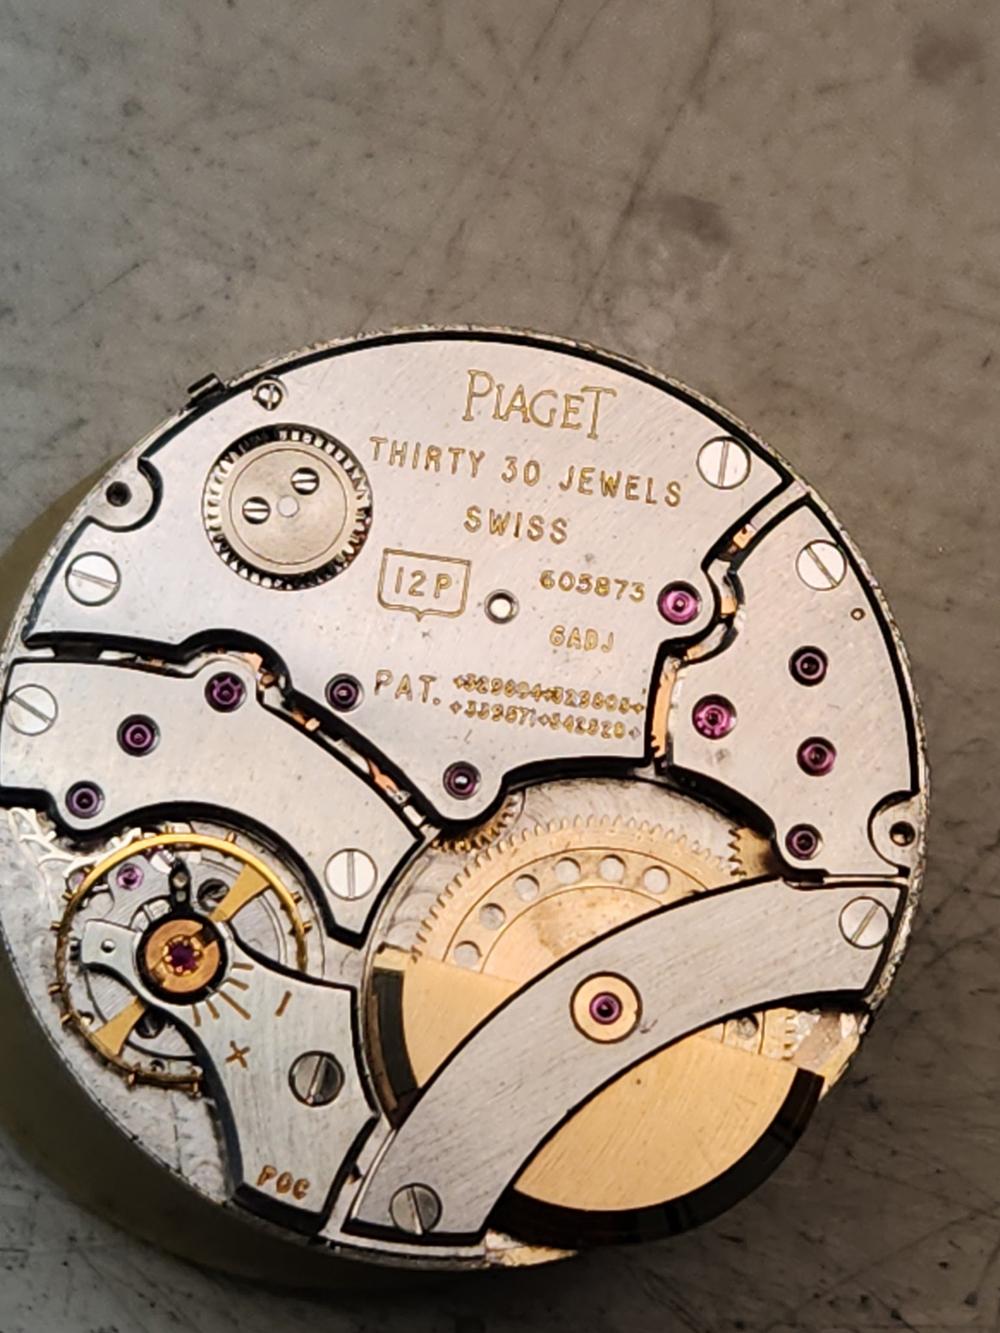 PIAGET
THIRTY 30 JEWELS
SWISS
12P
605873
6ADJ
PAT.
POC